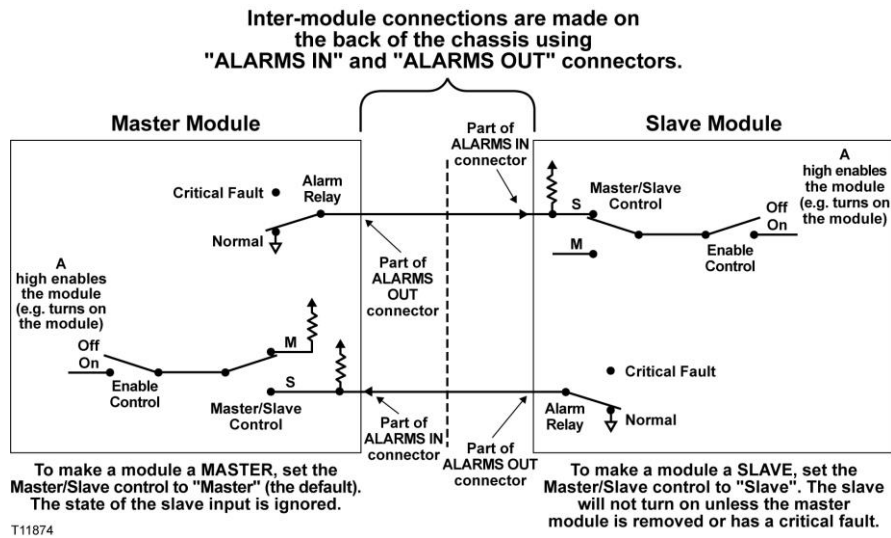 Inter-module connections are made on
the back of the chassis using
"ALARMS IN" and "ALARMS OUT" connectors.
Master Module
Slave Module
Critical Fault
Alarm
Relay
Normal
Part of
ALARMS IN
connector
Part of
ALARMS
OUT
connector
S
Master/Slave
Control
M
A
high enables
the module
(e.g. turns on
the module)
Off
On
Enable
Control
A
high enables
the module
(e.g. turns on
the module)
Off
On
Enable
Control
M
S
Master/Slave
Control
Part of
ALARMS IN
connector
Part of
ALARMS OUT
connector
Critical Fault
Alarm
Relay
Normal
To make a module a MASTER, set the
Master/Slave control to "Master" (the default).
The state of the slave input is ignored.
To make a module a SLAVE, set the
Master/Slave control to "Slave". The slave
will not turn on unless the master
module is removed or has a critical fault.
T11874